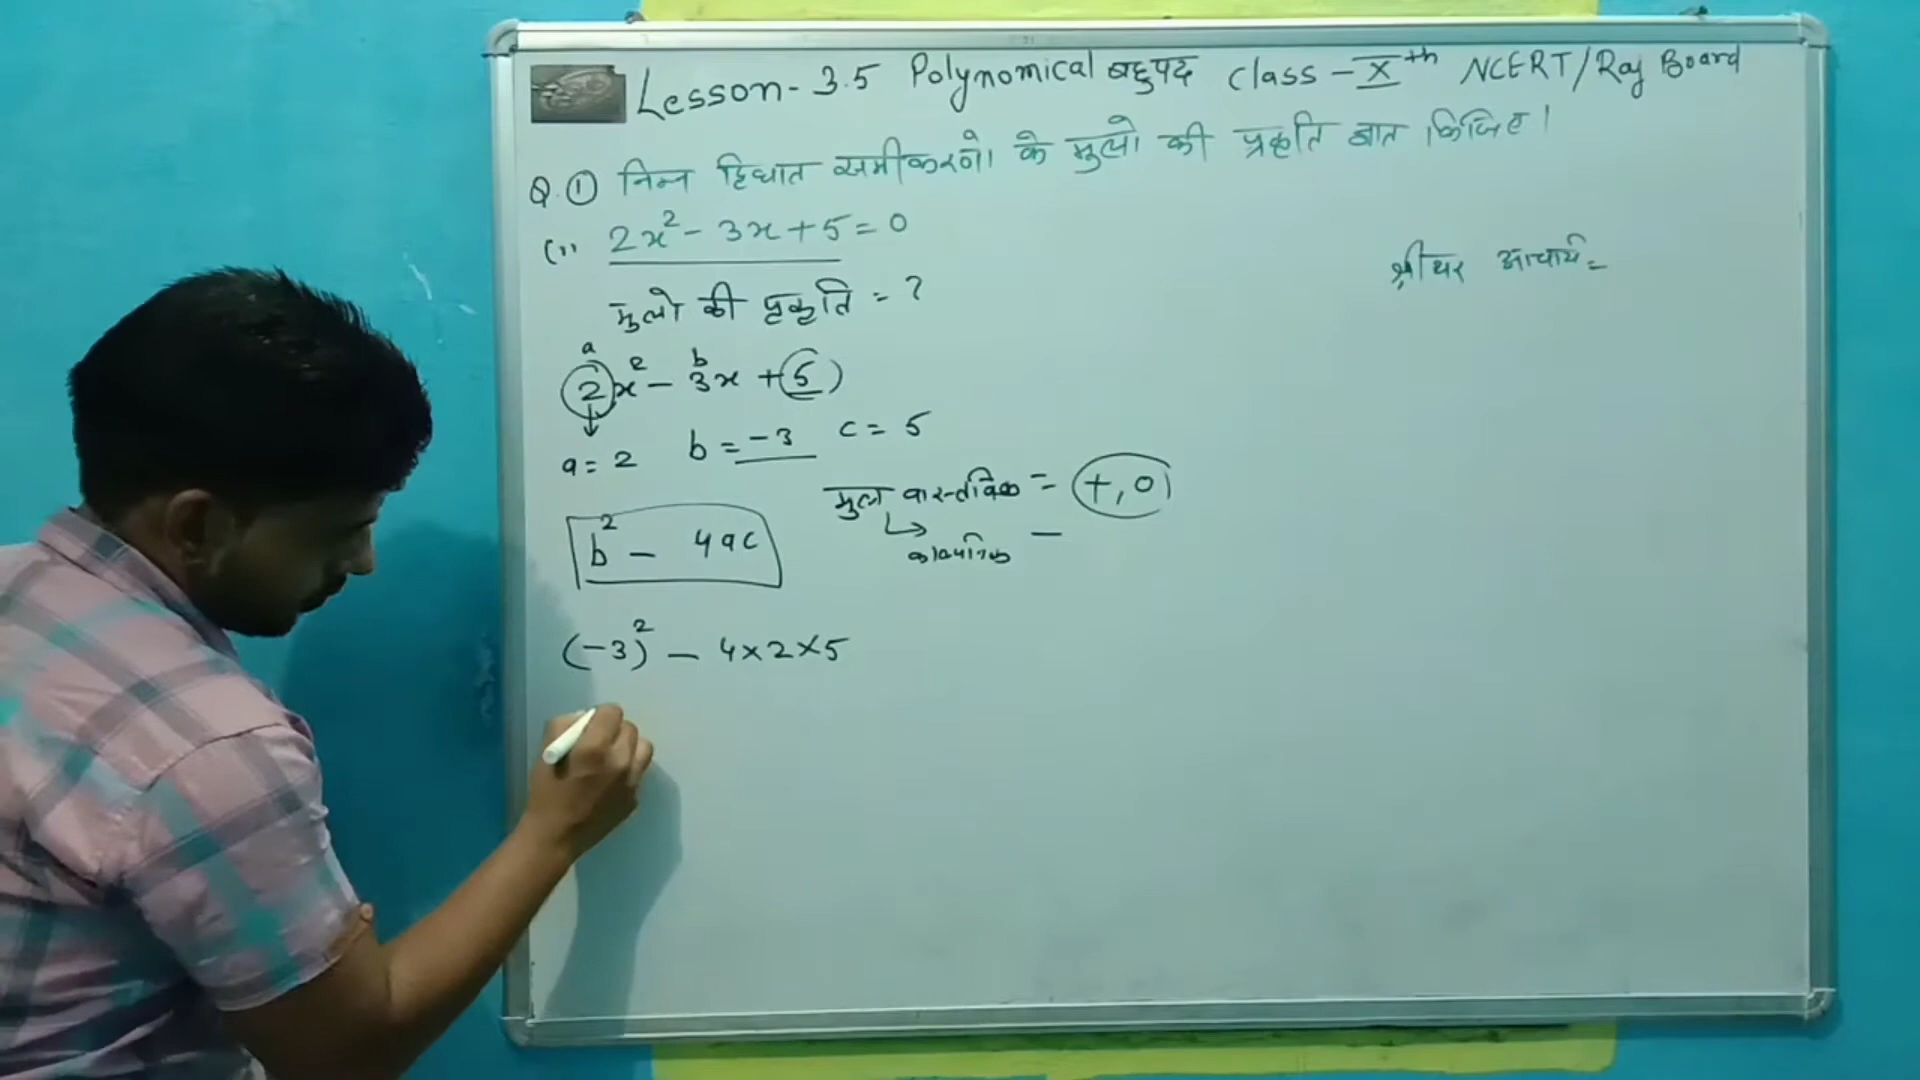 Lesson - 3.5 Polynomical बहुपद Class - X th NCERT/Raj Board
Q. ① निम्न द्विघात समीकरणो के मुलो की प्रकृति ज्ञात किजिए।
(1) 2x² - 3x + 5 = 0
श्रीधर आचार्य =
मुलो की प्रकृति = ?
a b
2x² - 3x + 5)
a = 2 b = -3 c = 5
मुल वास्तविक = +, 0
b² - 4ac
काल्पनिक -
(-3)² - 4×2×5